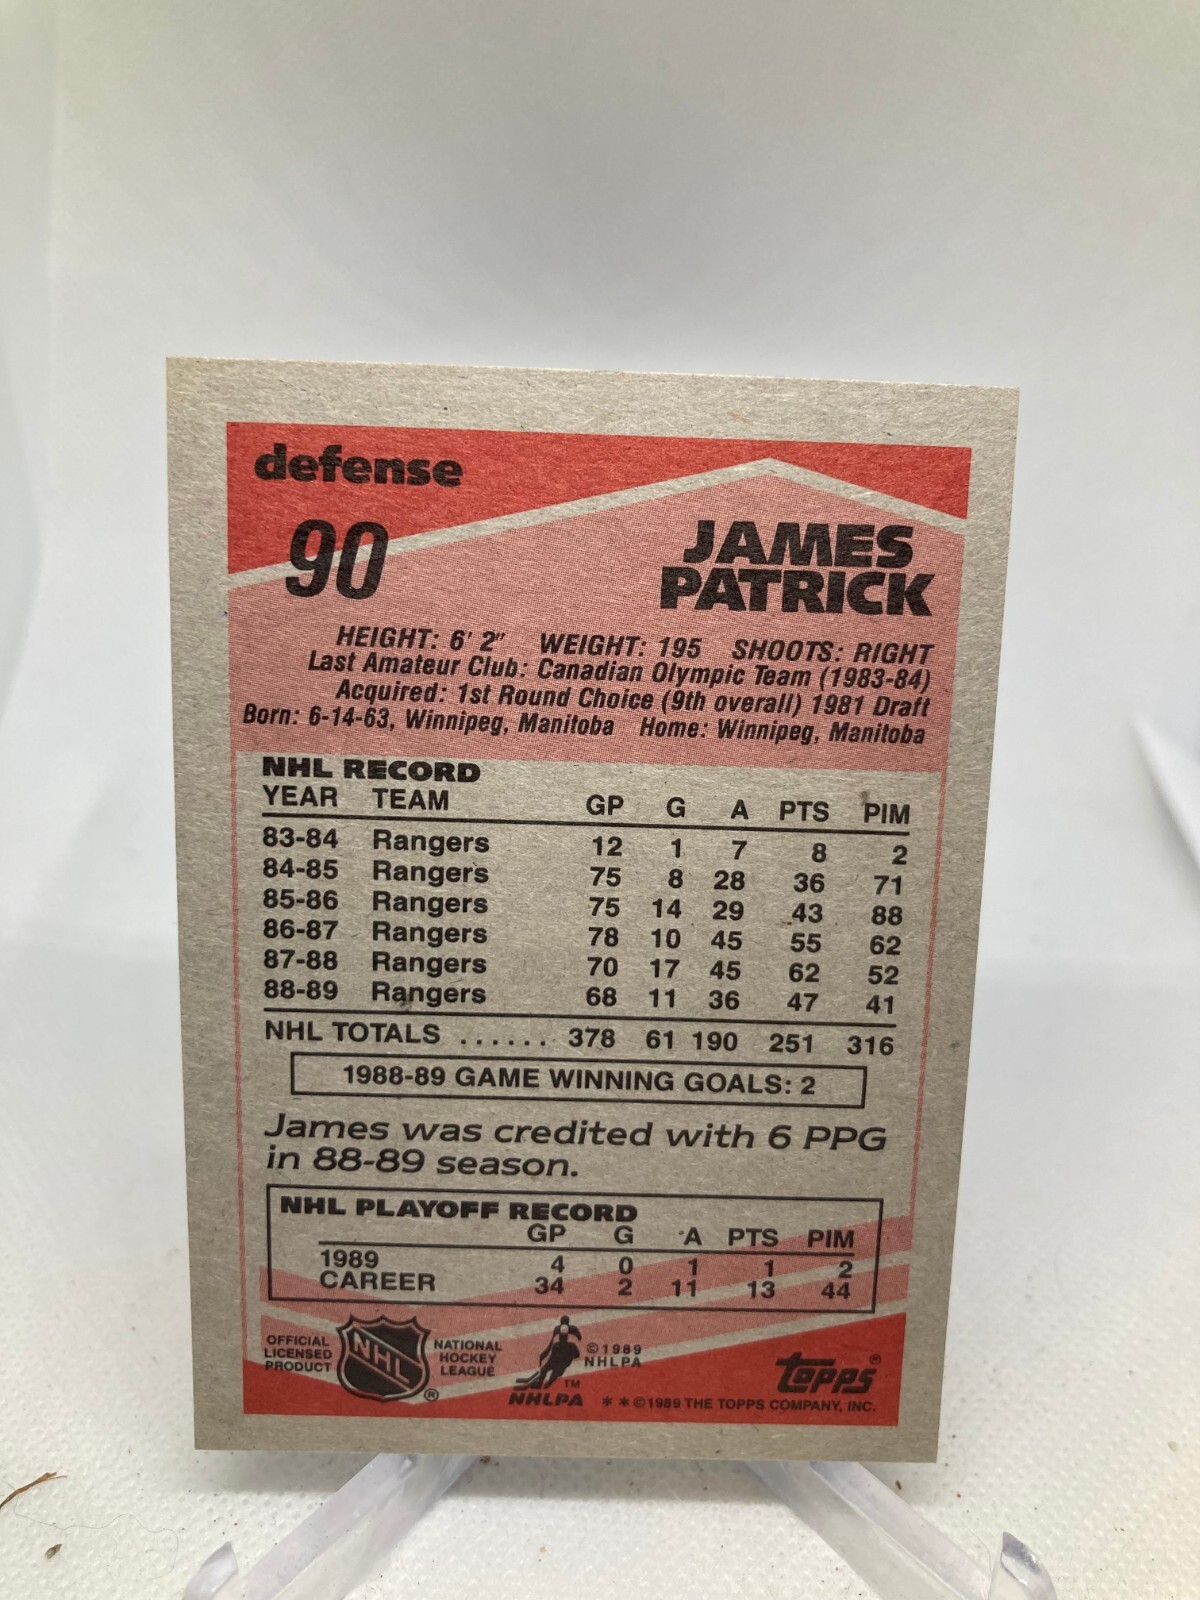 defense
90
JAMES
PATRICK
HEIGHT: 6' 2" WEIGHT: 195 SHOOTS: RIGHT
Last Amateur Club: Canadian Olympic Team (1983-84)
Acquired: 1st Round Choice (9th overall) 1981 Draft
Born: 6-14-63, Winnipeg, Manitoba Home: Winnipeg, Manitoba
NHL RECORD
YEAR TEAM GP G A PTS PIM
83-84 Rangers 12 1 7 8 2
84-85 Rangers 75 8 28 36 71
85-86 Rangers 75 14 29 43 88
86-87 Rangers 78 10 45 55 62
87-88 Rangers 70 17 45 62 52
88-89 Rangers 68 11 36 47 41
NHL TOTALS ...... 378 61 190 251 316
1988-89 GAME WINNING GOALS: 2
James was credited with 6 PPG
in 88-89 season.
NHL PLAYOFF RECORD
GP G A PTS PIM
1989 4 0 1 1 2
CAREER 34 2 11 13 44
OFFICIAL
LICENSED
PRODUCT
NHL
®
NATIONAL
HOCKEY
LEAGUE
TM
NHLPA
©1989
NHLPA
Topps®
**©1989 THE TOPPS COMPANY, INC.